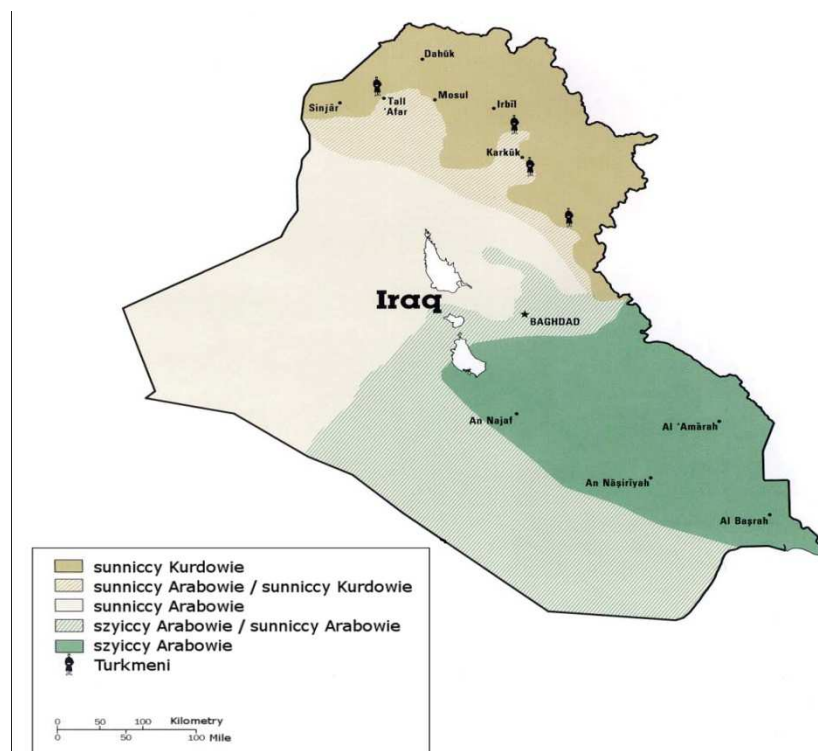 Dahūk
Sinjār
Tall
'Afar
Mosul
Irbīl
Karkūk
Iraq
BAGHDAD
An Najaf
Al 'Amārah
An Nāşirīyah
Al Başrah
sunniccy Kurdowie
sunniccy Arabowie / sunniccy Kurdowie
sunniccy Arabowie
szyiccy Arabowie / sunniccy Arabowie
szyiccy Arabowie
Turkmeni
0 50 100 Kilometry
0 50 100 Mile